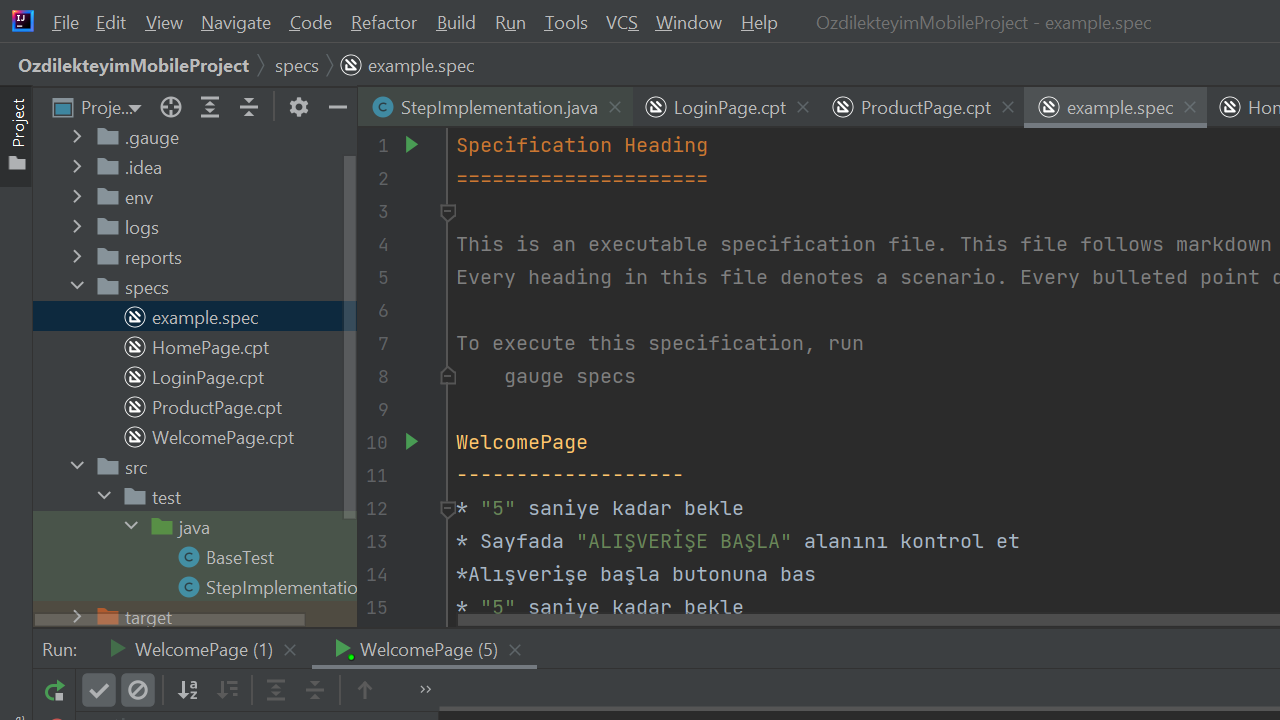 File Edit View Navigate Code Refactor Build Run Tools VCS Window Help OzdilekteyimMobileProject - example.spec
OzdilekteyimMobileProject specs example.spec
Project
Proje...
.gauge
.idea
env
logs
reports
specs
example.spec
HomePage.cpt
LoginPage.cpt
ProductPage.cpt
WelcomePage.cpt
src
test
java
BaseTest
StepImplementatio
target
StepImplementation.java LoginPage.cpt ProductPage.cpt example.spec Hom
1 Specification Heading
2 =====================
3
4 This is an executable specification file. This file follows markdown
5 Every heading in this file denotes a scenario. Every bulleted point d
6
7 To execute this specification, run
8 gauge specs
9
10 WelcomePage
11 -------------------
12 * "5" saniye kadar bekle
13 * Sayfada "ALIŞVERİŞE BAŞLA" alanını kontrol et
14 *Alışverişe başla butonuna bas
15 * "5" saniye kadar bekle
Run: WelcomePage (1) WelcomePage (5)